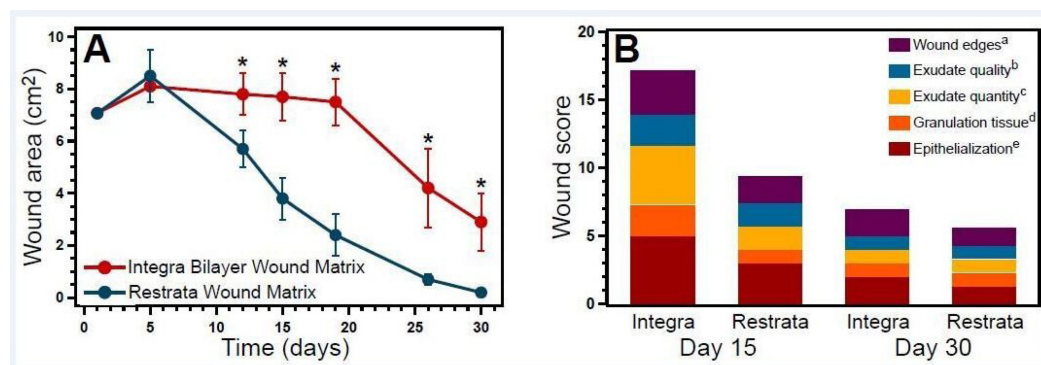 A
Wound area (cm²)
10
8
6
4
2
0
* * * * *
Integra Bilayer Wound Matrix
Restrata Wound Matrix
0 5 10 15 20 25 30
Time (days)
B
Wound score
20
15
10
5
0
Wound edgesᵃ
Exudate qualityᵇ
Exudate quantityᶜ
Granulation tissueᵈ
Epithelializationᵉ
Integra Restrata Integra Restrata
Day 15 Day 30